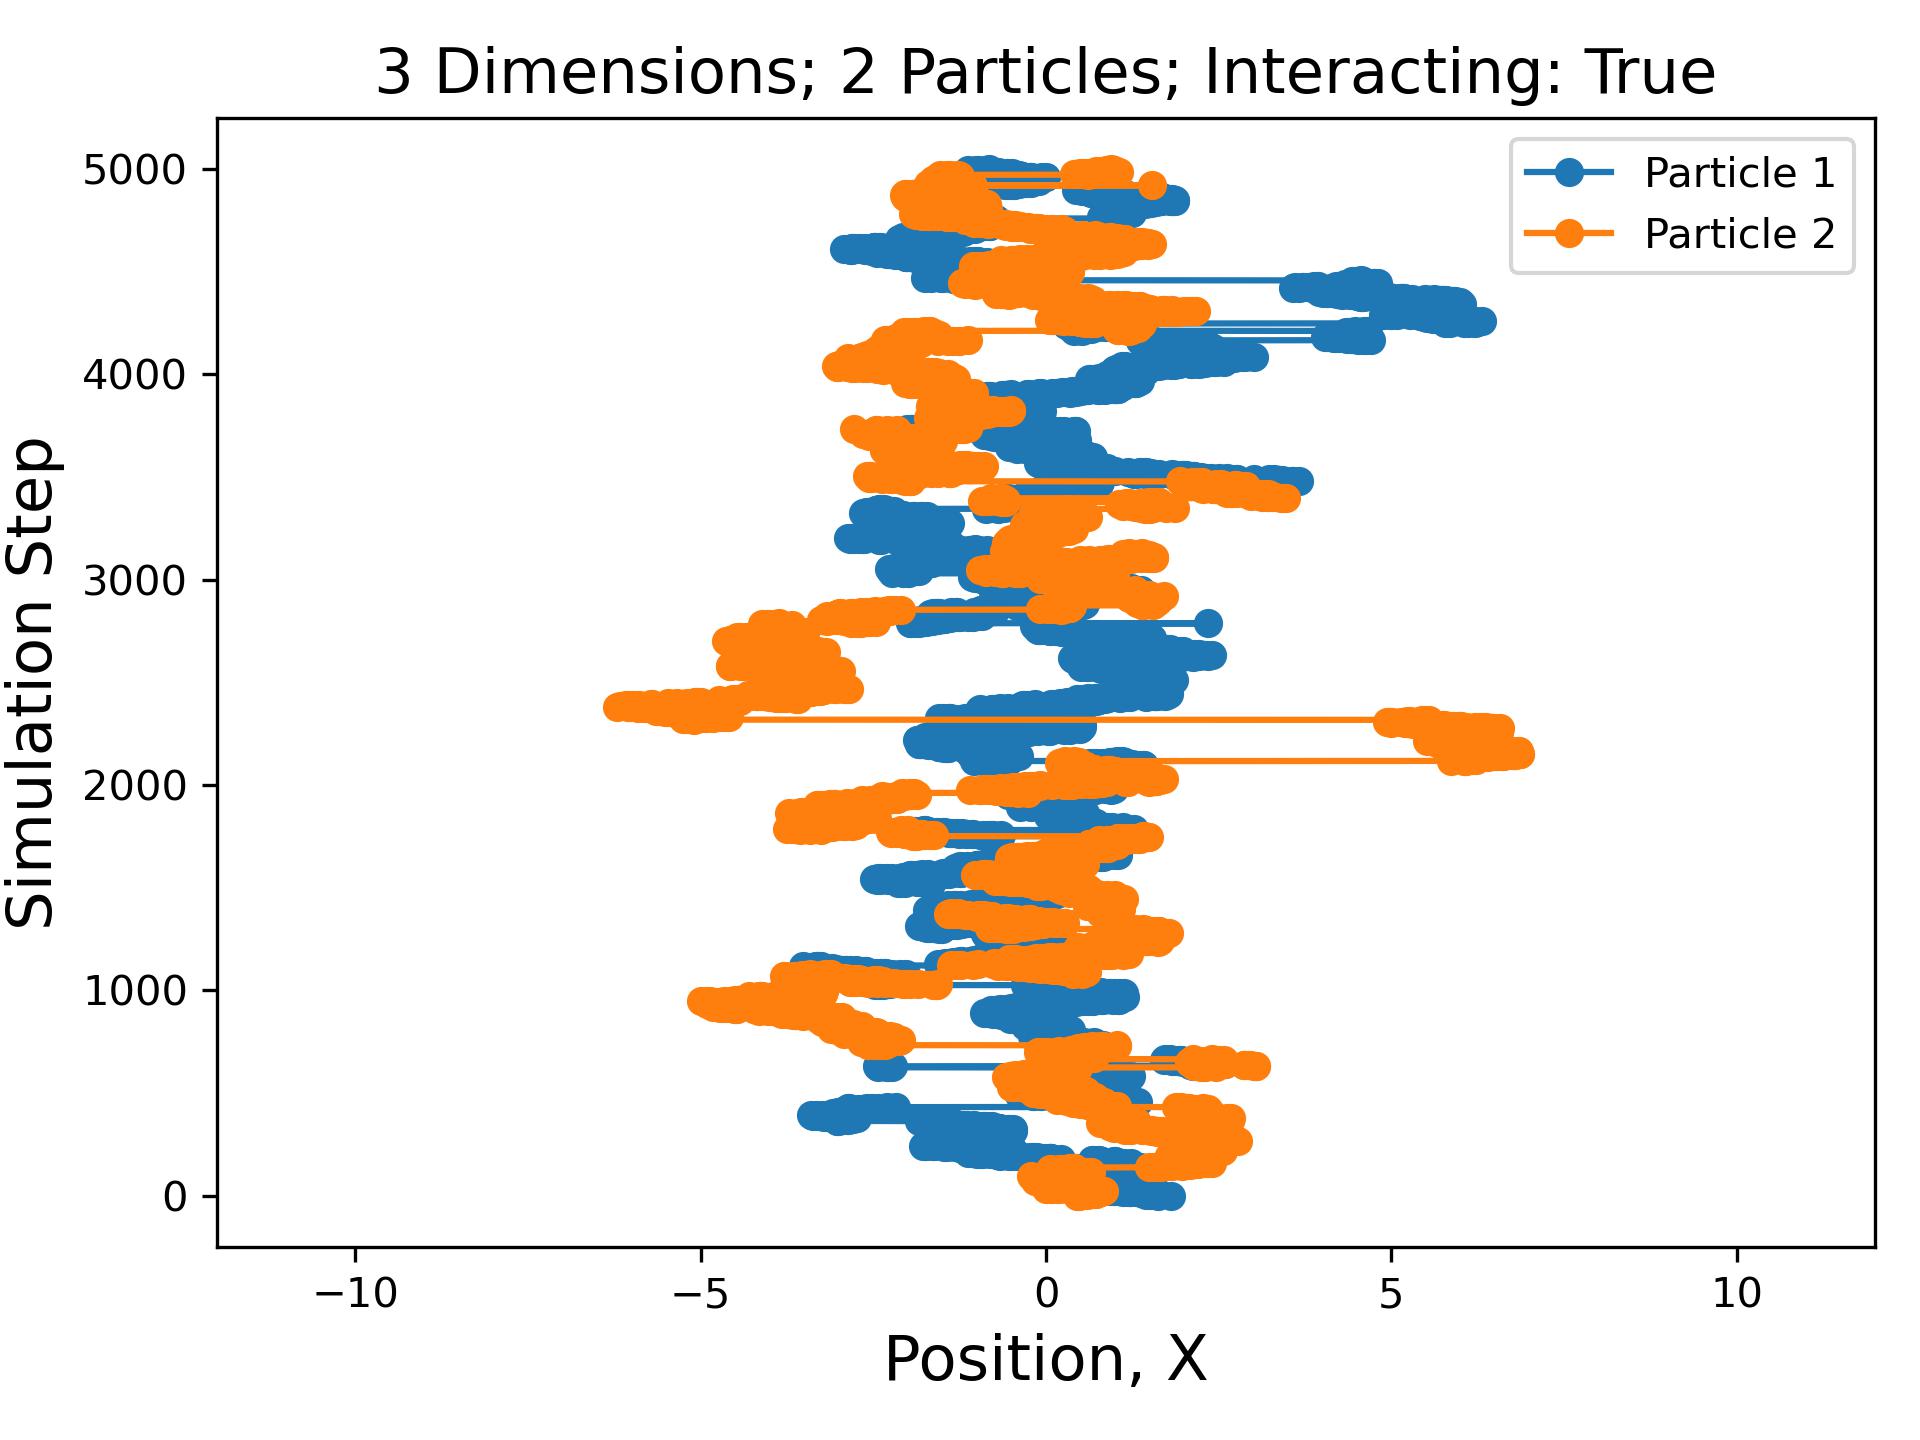 3 Dimensions; 2 Particles; Interacting: True
Particle 1
Particle 2
5000
4000
3000
2000
1000
0
Simulation Step
−10
−5
0
5
10
Position, X